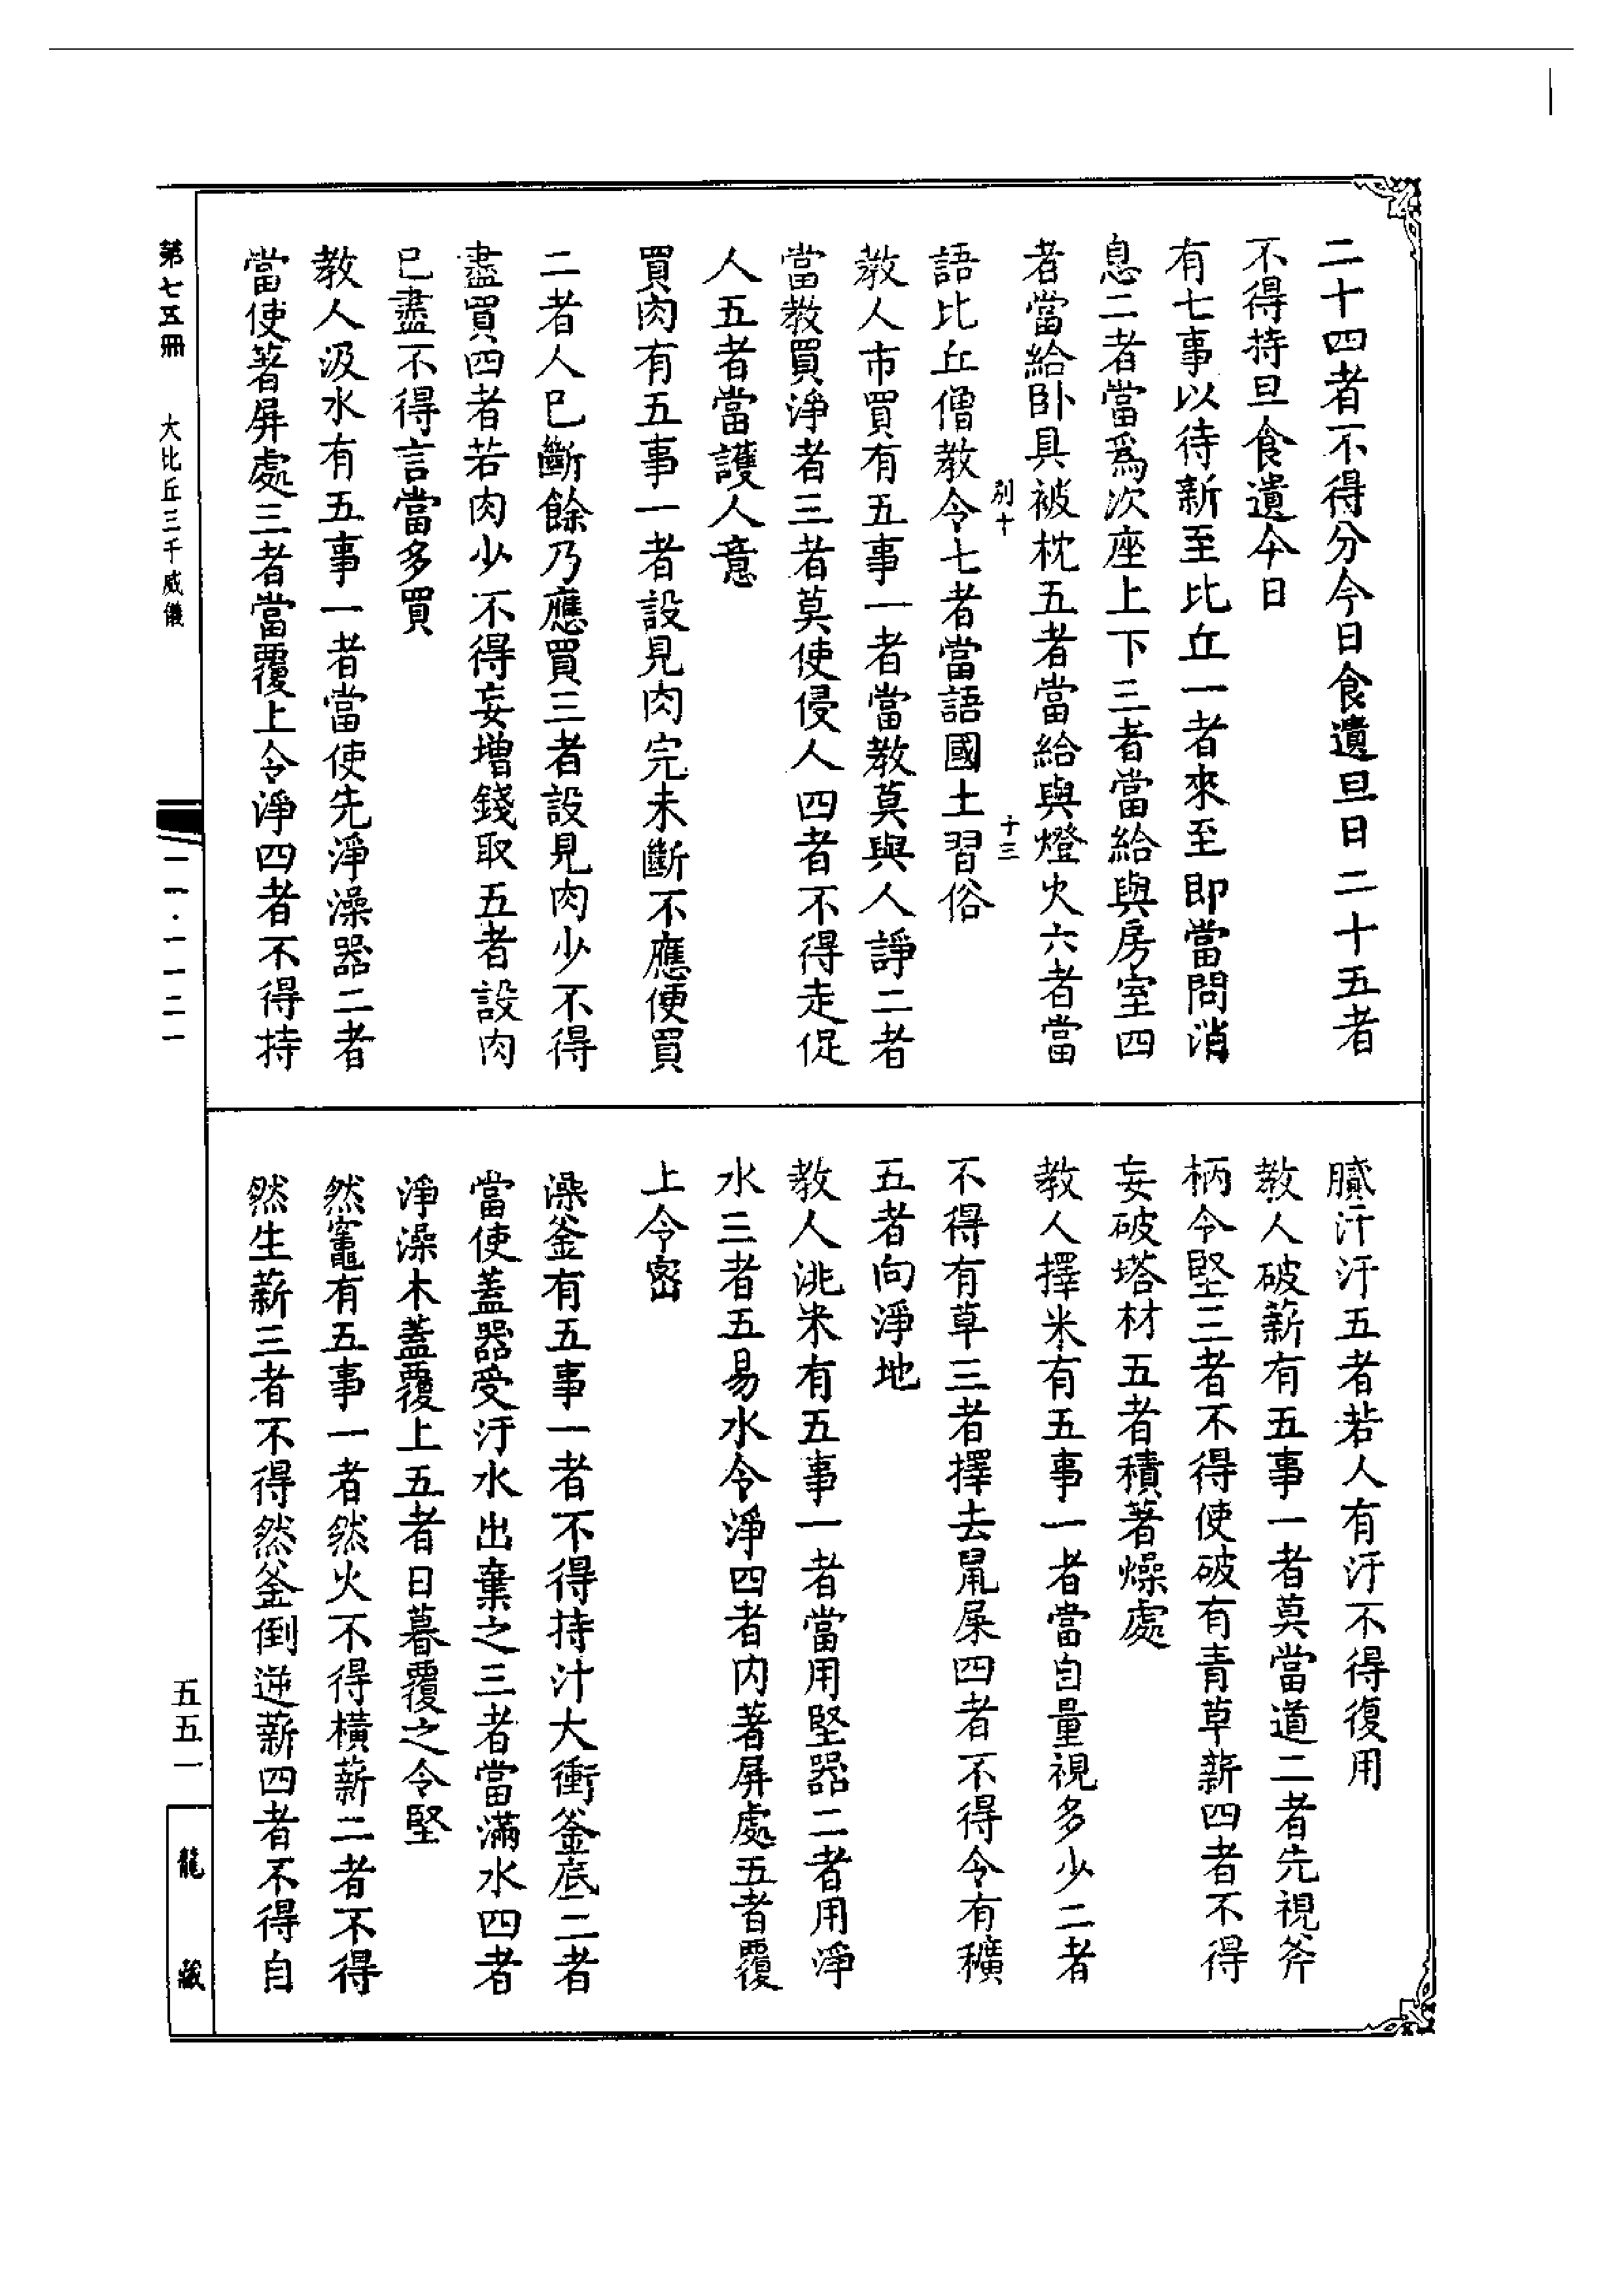 二十四者不得分今日食遺旦日二十五者
不得持旦食遺今日
有七事以待新至比丘一者來至即當問消
息二者當爲次座上下三者當給與房室四
者當給卧具被枕五者當給與燈火六者當
別十
十三
語比丘僧教令七者當語國土習俗
教人市買有五事一者當教莫與人諍二者
當教買淨者三者莫使侵人四者不得走促
人五者當護人意
買肉有五事一者設見肉完未斷不應便買
二者人已斷餘乃應買三者設見肉少不得
盡買四者若肉少不得妄增錢取五者設肉
已盡不得言當多買
教人汲水有五事一者當使先淨澡器二者
當使著屏處三者當覆上令淨四者不得持
膩汗汙五者若人有汙不得復用
教人破薪有五事一者莫當道二者先視斧
柄令堅三者不得使破有青草薪四者不得
妄破塔材五者積著燥處
教人擇米有五事一者當自量視多少二者
不得有草三者擇去鼠屎四者不得令有穬
五者向淨地
教人洮米有五事一者當用堅器二者用淨
水三者五易水令淨四者内著屏處五者覆
上令密
澡釜有五事一者不得持汁大衝釜底二者
當使蓋器受汙水出棄之三者當滿水四者
淨澡木蓋覆上五者日暮覆之令堅
然竈有五事一者然火不得橫薪二者不得
然生薪三者不得然釜倒逆薪四者不得自
第七五冊
大比丘三千威儀
一一·一一二一
五五一
龍藏